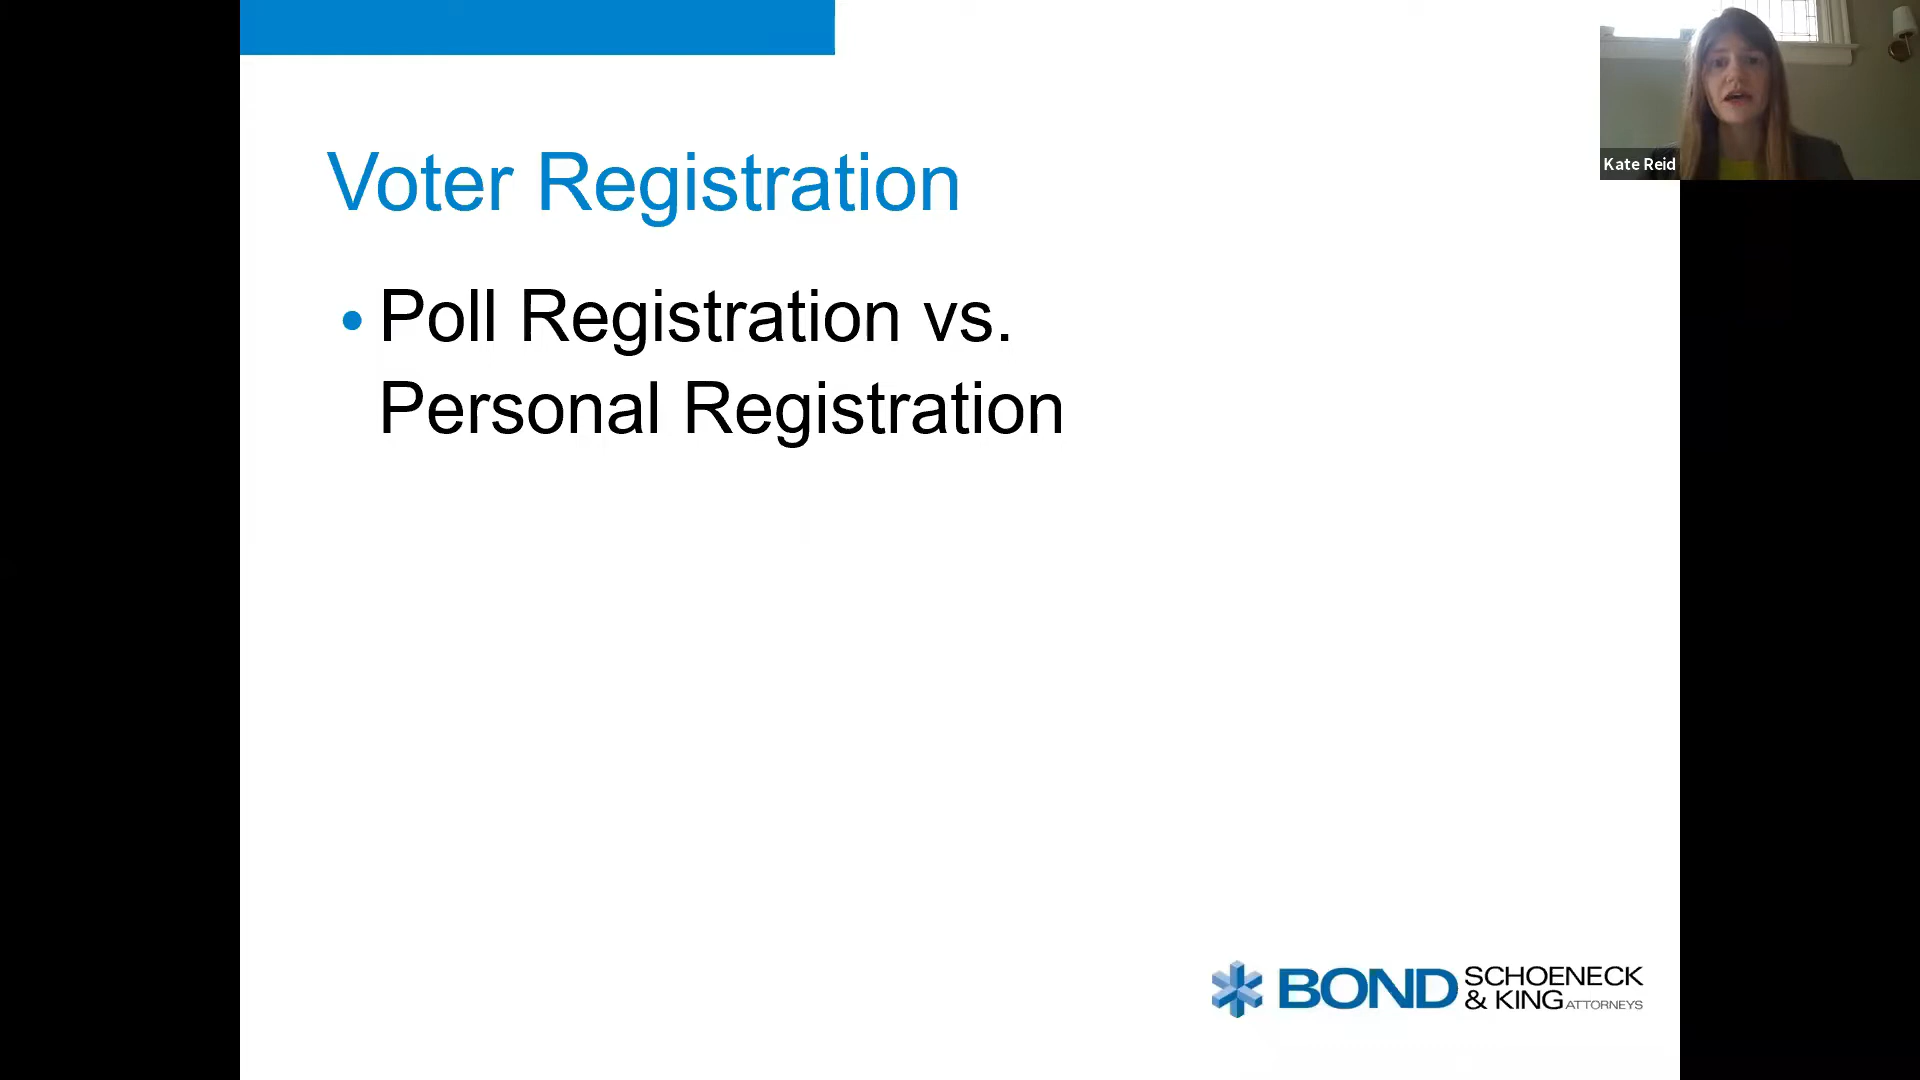 Kate Reid
Voter Registration
• Poll Registration vs.
Personal Registration
BOND SCHOENECK
& KING ATTORNEYS